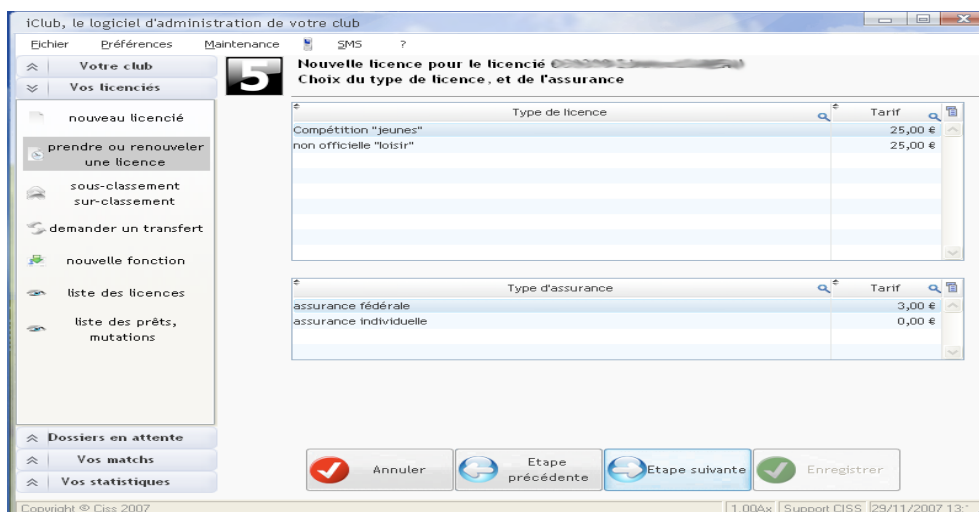 iClub, le logiciel d'administration de votre club
Fichier Préférences Maintenance SMS ?
Votre club
Vos licenciés
nouveau licencié
prendre ou renouveler
une licence
sous-classement
sur-classement
demander un transfert
nouvelle fonction
liste des licences
liste des prêts,
mutations
Dossiers en attente
Vos matchs
Vos statistiques
5
Nouvelle licence pour le licencié
Choix du type de licence, et de l'assurance
Type de licence Tarif
Compétition "jeunes" 25,00 €
non officielle "loisir" 25,00 €
Type d'assurance Tarif
assurance fédérale 3,00 €
assurance individuelle 0,00 €
Annuler
Etape
précédente
Etape suivante
Enregistrer
Copyright © Ciss 2007 1.00Ax Support CISS 29/11/2007 13: